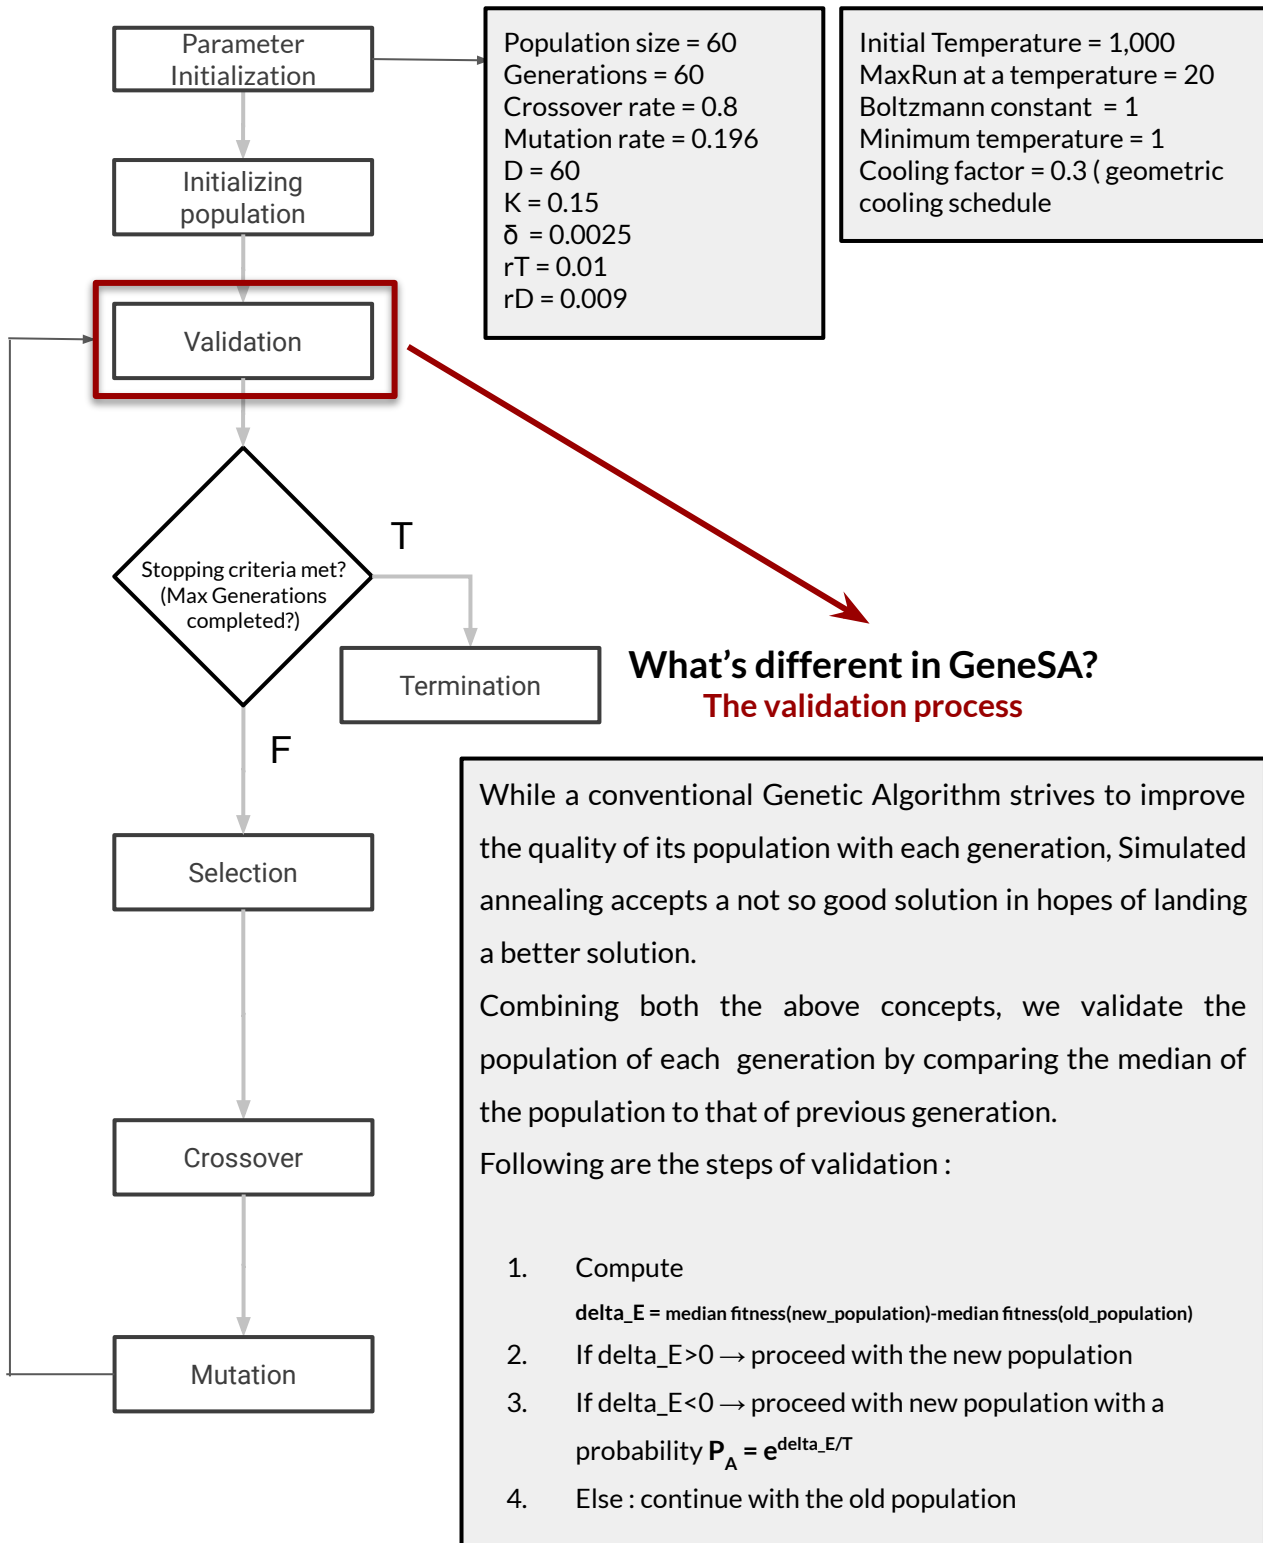 Parameter
Initialization
Population size = 60
Generations = 60
Crossover rate = 0.8
Mutation rate = 0.196
D = 60
K = 0.15
δ = 0.0025
rT = 0.01
rD = 0.009
Initial Temperature = 1,000
MaxRun at a temperature = 20
Boltzmann constant = 1
Minimum temperature = 1
Cooling factor = 0.3 ( geometric
cooling schedule
Initializing
population
Validation
Stopping criteria met?
(Max Generations
completed?)
T
Termination
F
Selection
Crossover
Mutation
What's different in GeneSA?
The validation process
While a conventional Genetic Algorithm strives to improve
the quality of its population with each generation, Simulated
annealing accepts a not so good solution in hopes of landing
a better solution.
Combining both the above concepts, we validate the
population of each generation by comparing the median of
the population to that of previous generation.
Following are the steps of validation :
1. Compute
delta_E = median fitness(new_population)-median fitness(old_population)
2. If delta_E>0 → proceed with the new population
3. If delta_E<0 → proceed with new population with a
probability P_A = e^delta_E/T
4. Else : continue with the old population